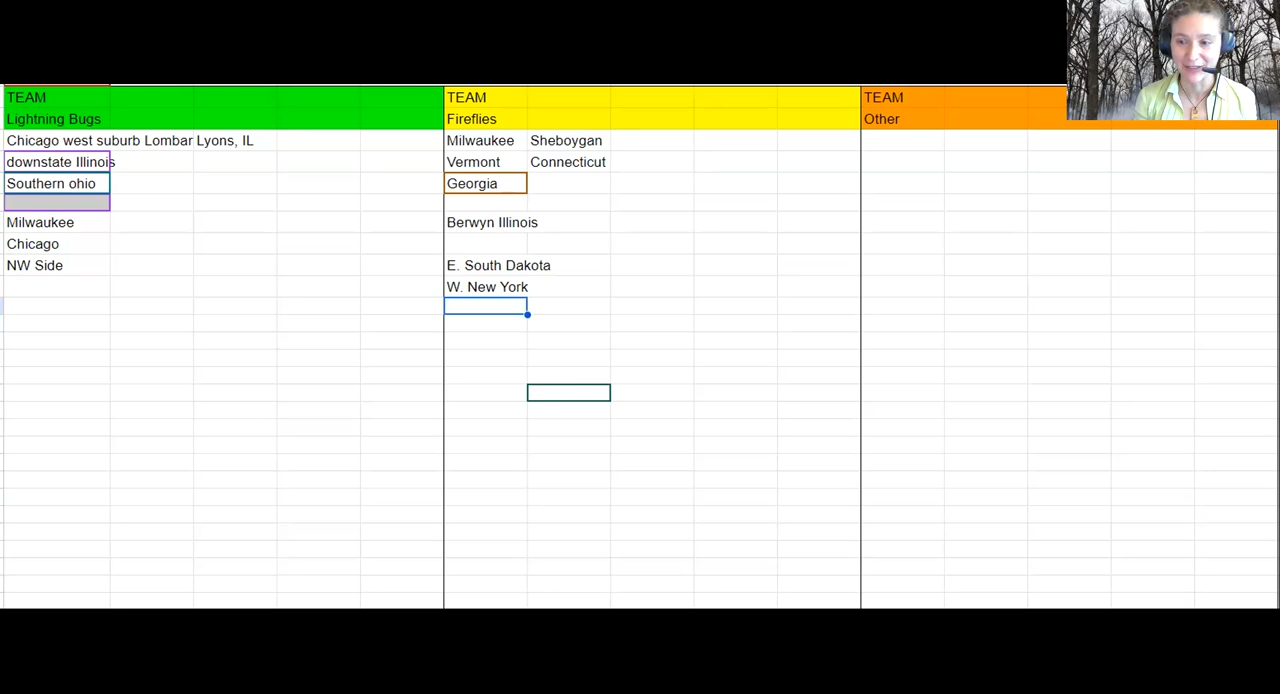 TEAM
Lightning Bugs
Chicago west suburb Lombar Lyons, IL
downstate Illinois
Southern ohio
Milwaukee
Chicago
NW Side
TEAM
Fireflies
Milwaukee Sheboygan
Vermont Connecticut
Georgia
Berwyn Illinois
E. South Dakota
W. New York
TEAM
Other